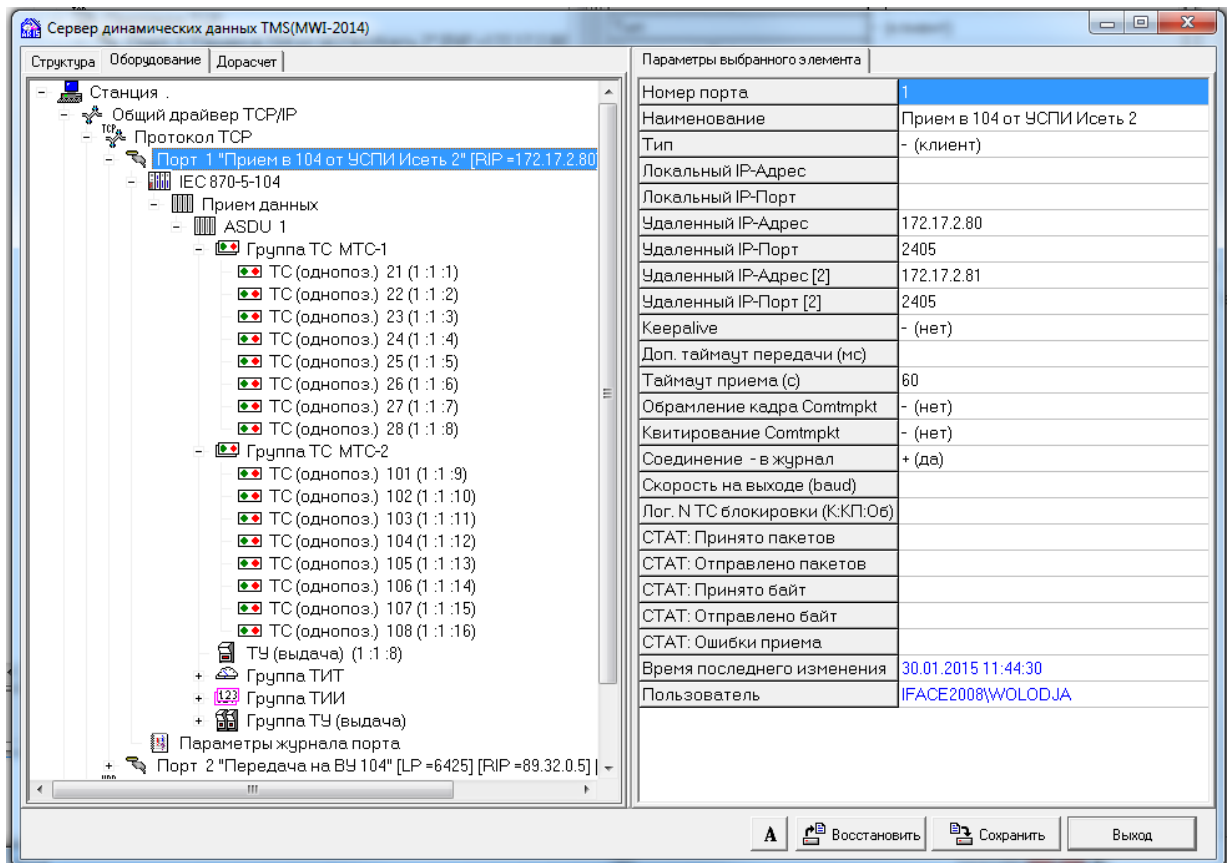 Сервер динамических данных TMS(MWI-2014)
Структура Оборудование Дорасчет
Станция .
Общий драйвер TCP/IP
Протокол TCP
Порт 1 "Прием в 104 от УСПИ Исеть 2" [RIP =172.17.2.80]
IEC 870-5-104
Прием данных
ASDU 1
Группа ТС МТС-1
ТС (однопоз.) 21 (1 :1 :1)
ТС (однопоз.) 22 (1 :1 :2)
ТС (однопоз.) 23 (1 :1 :3)
ТС (однопоз.) 24 (1 :1 :4)
ТС (однопоз.) 25 (1 :1 :5)
ТС (однопоз.) 26 (1 :1 :6)
ТС (однопоз.) 27 (1 :1 :7)
ТС (однопоз.) 28 (1 :1 :8)
Группа ТС МТС-2
ТС (однопоз.) 101 (1 :1 :9)
ТС (однопоз.) 102 (1 :1 :10)
ТС (однопоз.) 103 (1 :1 :11)
ТС (однопоз.) 104 (1 :1 :12)
ТС (однопоз.) 105 (1 :1 :13)
ТС (однопоз.) 106 (1 :1 :14)
ТС (однопоз.) 107 (1 :1 :15)
ТС (однопоз.) 108 (1 :1 :16)
ТУ (выдача) (1 :1 :8)
Группа ТИТ
Группа ТИИ
Группа ТУ (выдача)
Параметры журнала порта
Порт 2 "Передача на ВУ 104" [LP =6425] [RIP =89.32.0.5] [
Параметры выбранного элемента
Номер порта 1
Наименование Прием в 104 от УСПИ Исеть 2
Тип - (клиент)
Локальный IP-Адрес
Локальный IP-Порт
Удаленный IP-Адрес 172.17.2.80
Удаленный IP-Порт 2405
Удаленный IP-Адрес [2] 172.17.2.81
Удаленный IP-Порт [2] 2405
Keepalive - (нет)
Доп. таймаут передачи (мс)
Таймаут приема (с) 60
Обрамление кадра Comtmpkt - (нет)
Квитирование Comtmpkt - (нет)
Соединение - в журнал + (да)
Скорость на выходе (baud)
Лог. N ТС блокировки (К:КП:Об)
СТАТ: Принято пакетов
СТАТ: Отправлено пакетов
СТАТ: Принято байт
СТАТ: Отправлено байт
СТАТ: Ошибки приема
Время последнего изменения 30.01.2015 11:44:30
Пользователь IFACE2008\WOLODJA
A Восстановить Сохранить Выход